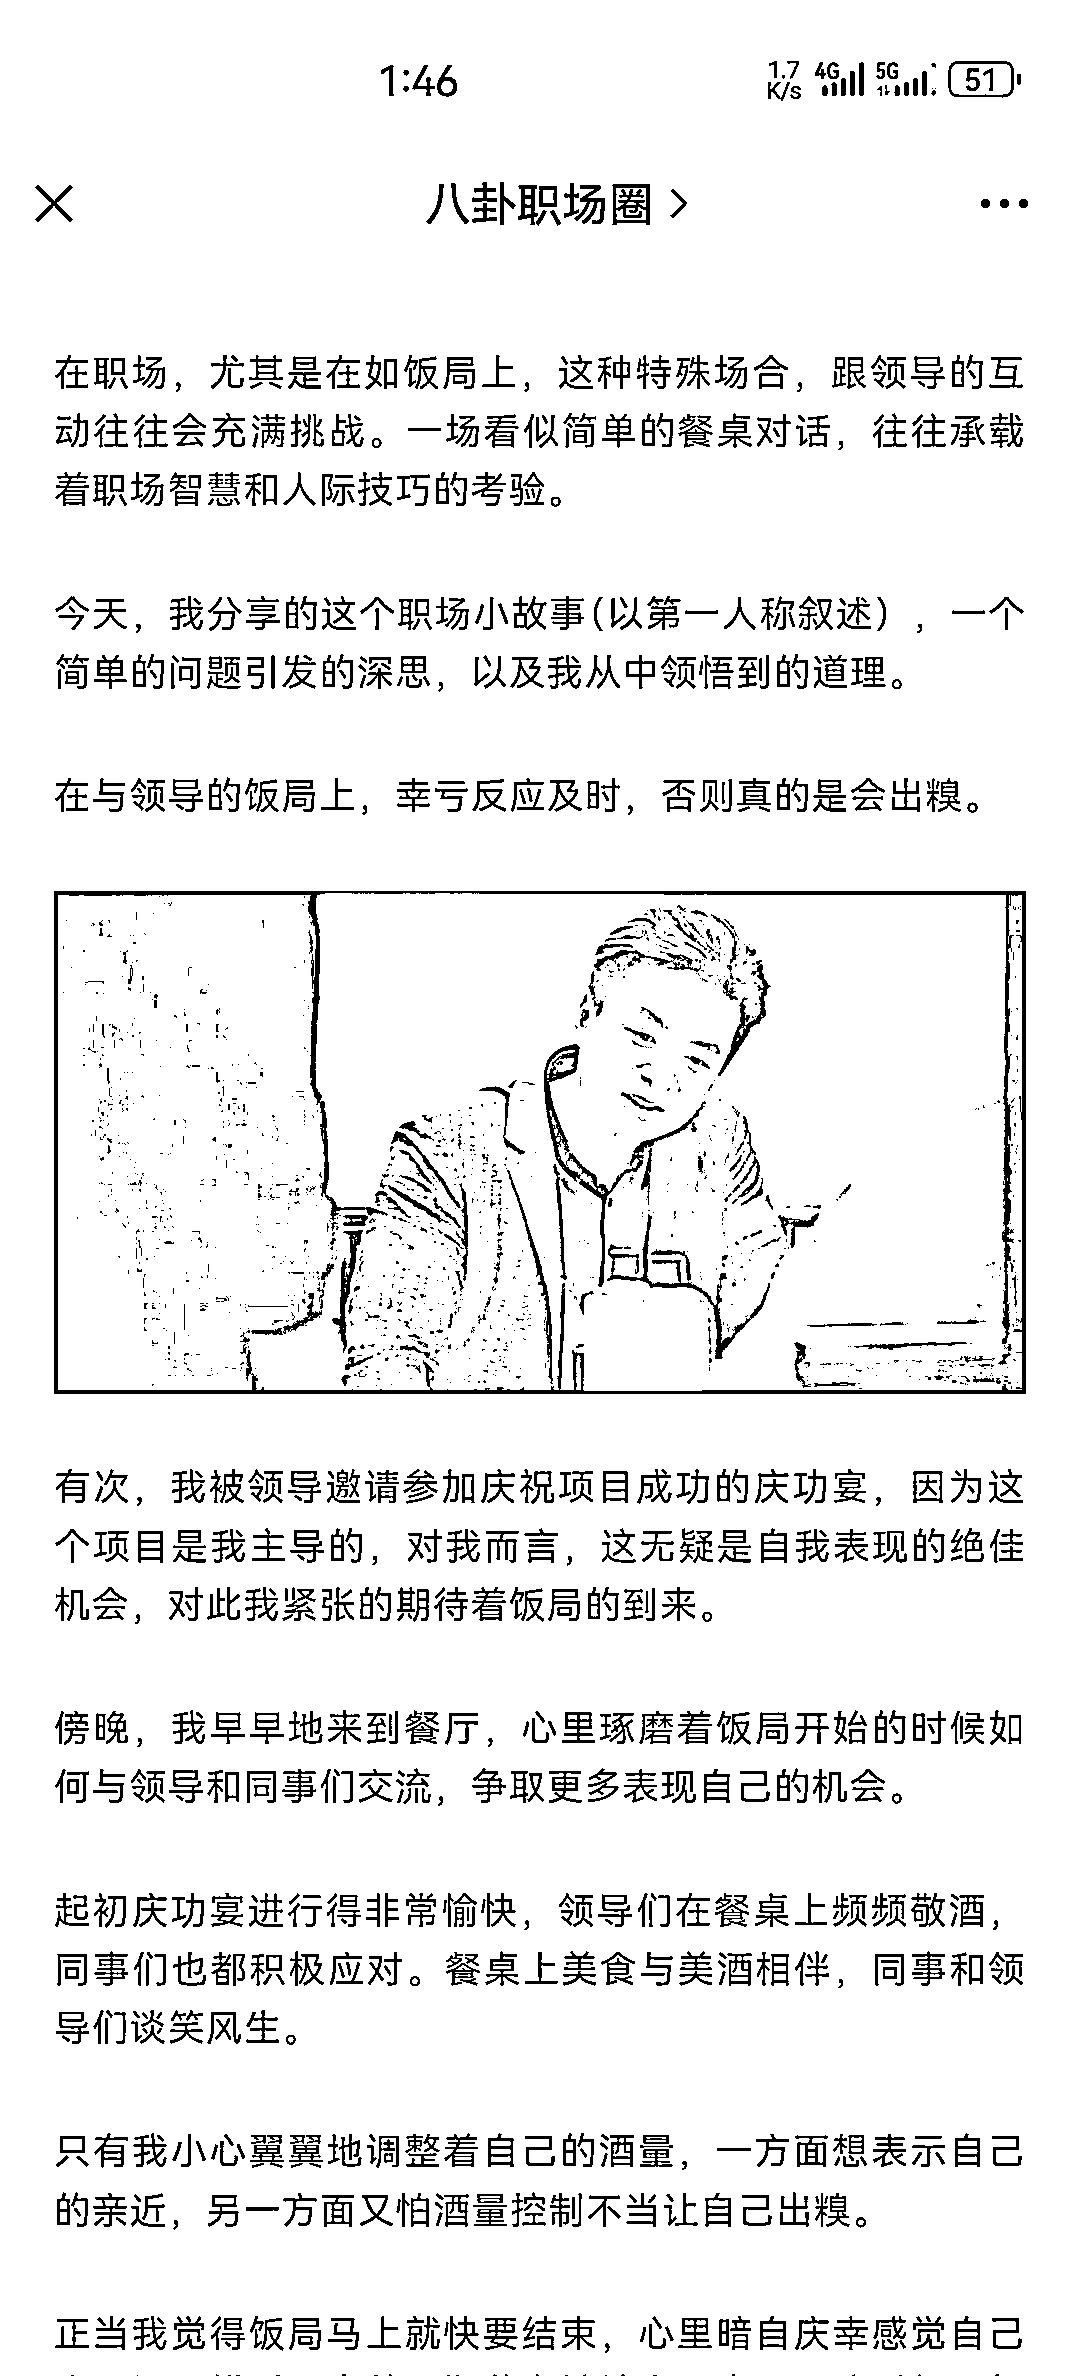 1:46
1.7
K/s
4G
5G
51
八卦职场圈
在职场，尤其是在如饭局上，这种特殊场合，跟领导的互
动往往会充满挑战。一场看似简单的餐桌对话，往往承载
着职场智慧和人际技巧的考验。
今天，我分享的这个职场小故事(以第一人称叙述），一个
简单的问题引发的深思，以及我从中领悟到的道理。
在与领导的饭局上，幸亏反应及时，否则真的是会出糗。
有次，我被领导邀请参加庆祝项目成功的庆功宴，因为这
个项目是我主导的，对我而言，这无疑是自我表现的绝佳
机会，对此我紧张的期待着饭局的到来。
傍晚，我早早地来到餐厅，心里琢磨着饭局开始的时候如
何与领导和同事们交流，争取更多表现自己的机会。
起初庆功宴进行得非常愉快，领导们在餐桌上频频敬酒，
同事们也都积极应对。餐桌上美食与美酒相伴，同事和领
导们谈笑风生。
只有我小心翼翼地调整着自己的酒量，一方面想表示自己
的亲近，另一方面又怕酒量控制不当让自己出糗。
正当我觉得饭局马上就快要结束，心里暗自庆幸感觉自己